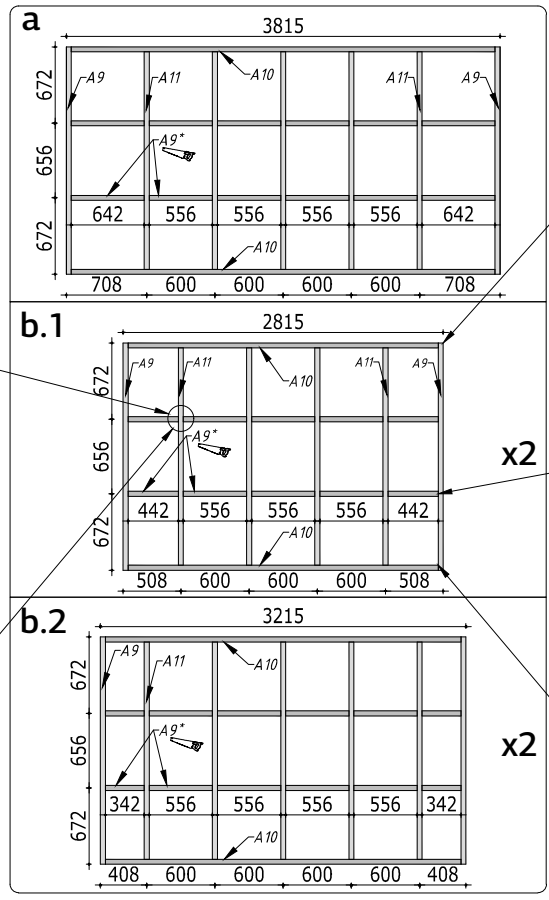 a
3815
672
A9
A11
A10
A11
A9
656
A9*
672
642 556 556 556 556 642
A10
708 600 600 600 600 708
b.1
2815
672
A9
A11
A10
A11
A9
656
A9*
x2
672
442 556 556 556 442
A10
508 600 600 600 508
b.2
3215
672
A9
A11
A10
656
A9*
x2
672
342 556 556 556 556 342
A10
408 600 600 600 600 408